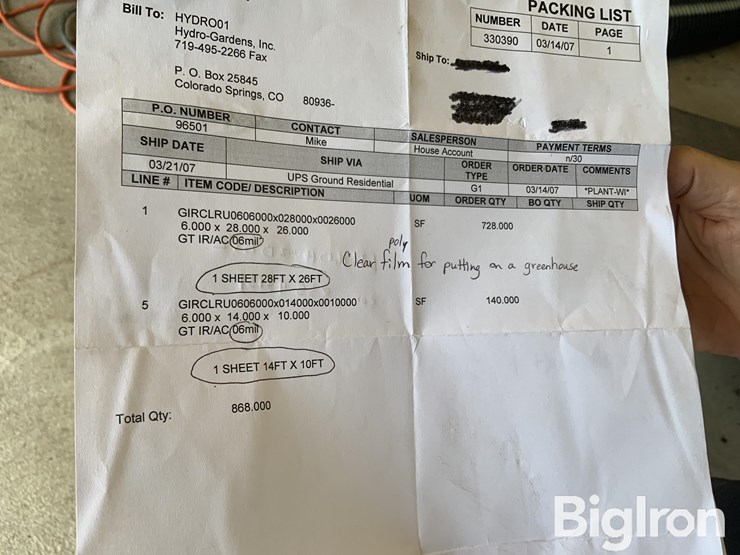 PACKING LIST
Bill To: HYDRO01
Hydro-Gardens, Inc.
719-495-2266 Fax
P. O. Box 25845
Colorado Springs, CO 80936-
NUMBER DATE PAGE
330390 03/14/07 1
Ship To:
P.O. NUMBER CONTACT SALESPERSON PAYMENT TERMS
96501 Mike House Account n/30
SHIP DATE SHIP VIA ORDER TYPE ORDER DATE COMMENTS
03/21/07 UPS Ground Residential G1 03/14/07 *PLANT-WI*
LINE # ITEM CODE/ DESCRIPTION UOM ORDER QTY BO QTY SHIP QTY
1 GIRCLRU0606000x028000x0026000 SF 728.000
6.000 x 28.000 x 26.000
GT IR/AC 06mil
poly
Clear film for putting on a greenhouse
1 SHEET 28FT X 26FT
5 GIRCLRU0606000x014000x0010000 SF 140.000
6.000 x 14.000 x 10.000
GT IR/AC 06mil
1 SHEET 14FT X 10FT
Total Qty: 868.000
BigIron